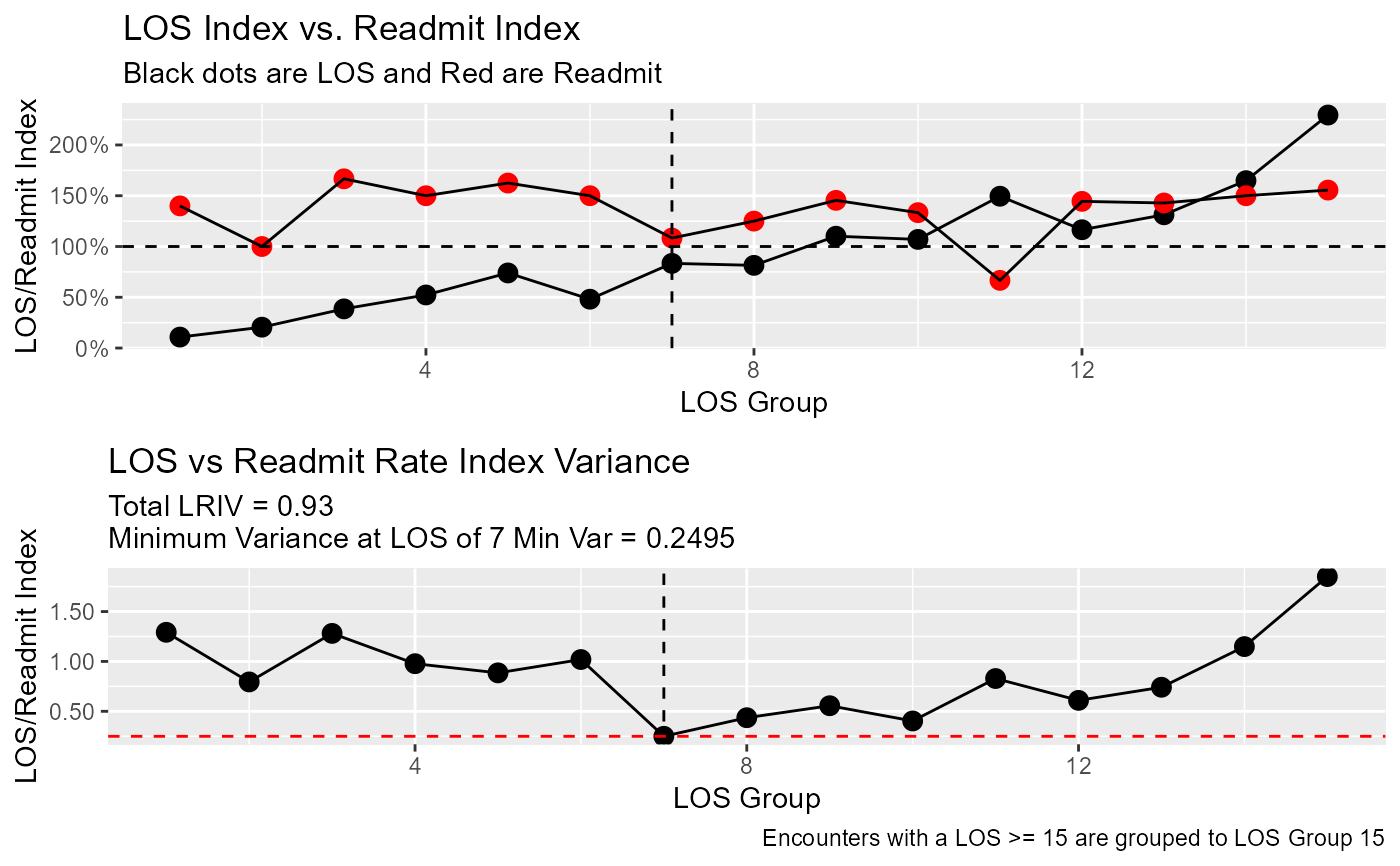 LOS Index vs. Readmit Index
Black dots are LOS and Red are Readmit
LOS/Readmit Index
200%
150%
100%
50%
0%
4 8 12
LOS Group
LOS vs Readmit Rate Index Variance
Total LRIV = 0.93
Minimum Variance at LOS of 7 Min Var = 0.2495
LOS/Readmit Index
1.50
1.00
0.50
4 8 12
LOS Group
Encounters with a LOS >= 15 are grouped to LOS Group 15